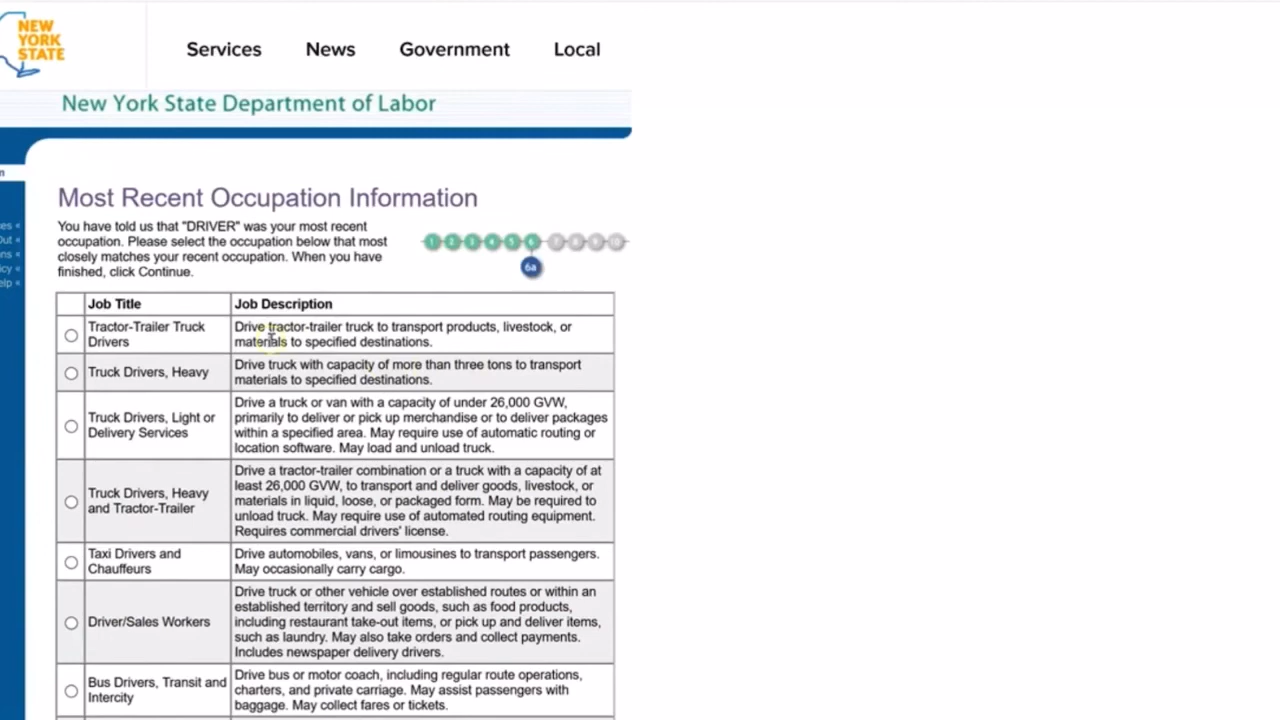 NEW
YORK
STATE
Services
News
Government
Local
New York State Department of Labor
Most Recent Occupation Information
You have told us that "DRIVER" was your most recent
occupation. Please select the occupation below that most
closely matches your recent occupation. When you have
finished, click Continue.
1 2 3 4 5 6
6a
Job Title
Job Description
Tractor-Trailer Truck
Drivers
Drive tractor-trailer truck to transport products, livestock, or
materials to specified destinations.
Truck Drivers, Heavy
Drive truck with capacity of more than three tons to transport
materials to specified destinations.
Truck Drivers, Light or
Delivery Services
Drive a truck or van with a capacity of under 26,000 GVW,
primarily to deliver or pick up merchandise or to deliver packages
within a specified area. May require use of automatic routing or
location software. May load and unload truck.
Truck Drivers, Heavy
and Tractor-Trailer
Drive a tractor-trailer combination or a truck with a capacity of at
least 26,000 GVW, to transport and deliver goods, livestock, or
materials in liquid, loose, or packaged form. May be required to
unload truck. May require use of automated routing equipment.
Requires commercial drivers' license.
Taxi Drivers and
Chauffeurs
Drive automobiles, vans, or limousines to transport passengers.
May occasionally carry cargo.
Driver/Sales Workers
Drive truck or other vehicle over established routes or within an
established territory and sell goods, such as food products,
including restaurant take-out items, or pick up and deliver items,
such as laundry. May also take orders and collect payments.
Includes newspaper delivery drivers.
Bus Drivers, Transit and
Intercity
Drive bus or motor coach, including regular route operations,
charters, and private carriage. May assist passengers with
baggage. May collect fares or tickets.